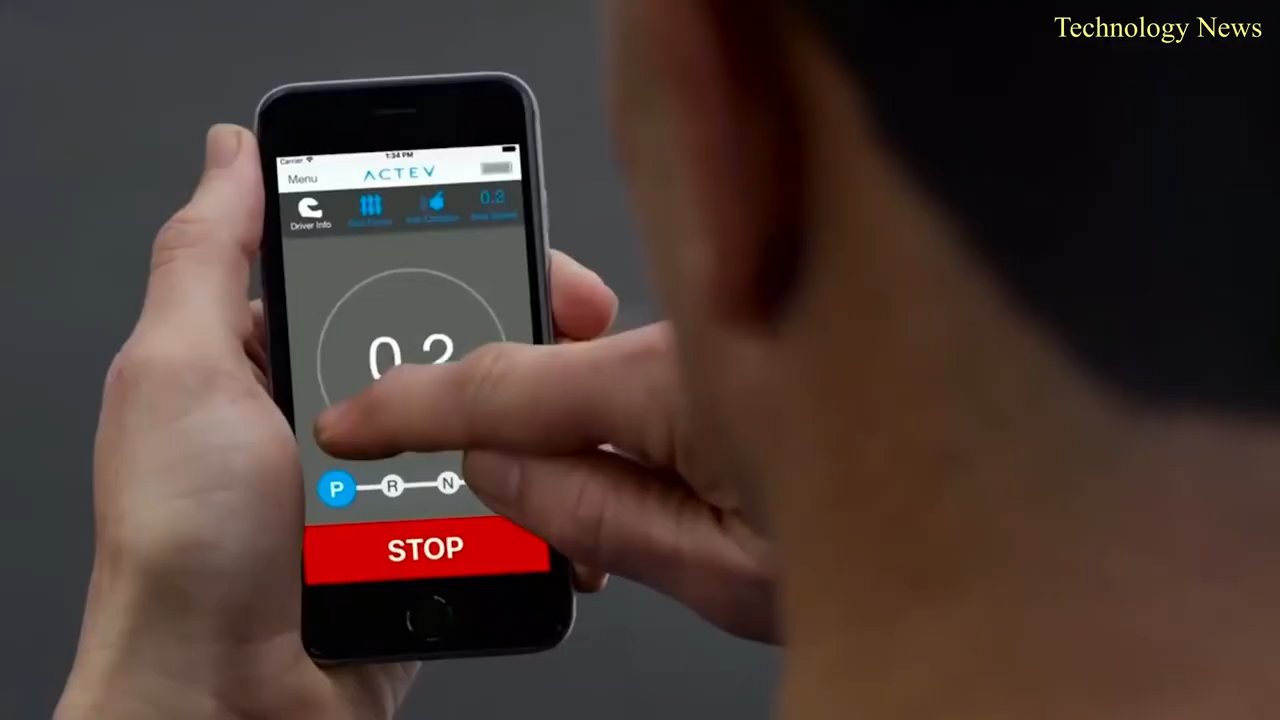 Technology News
Carrier 1:34 PM
Menu ACTEV
0.2
Driver Info
0.2
P R N
STOP